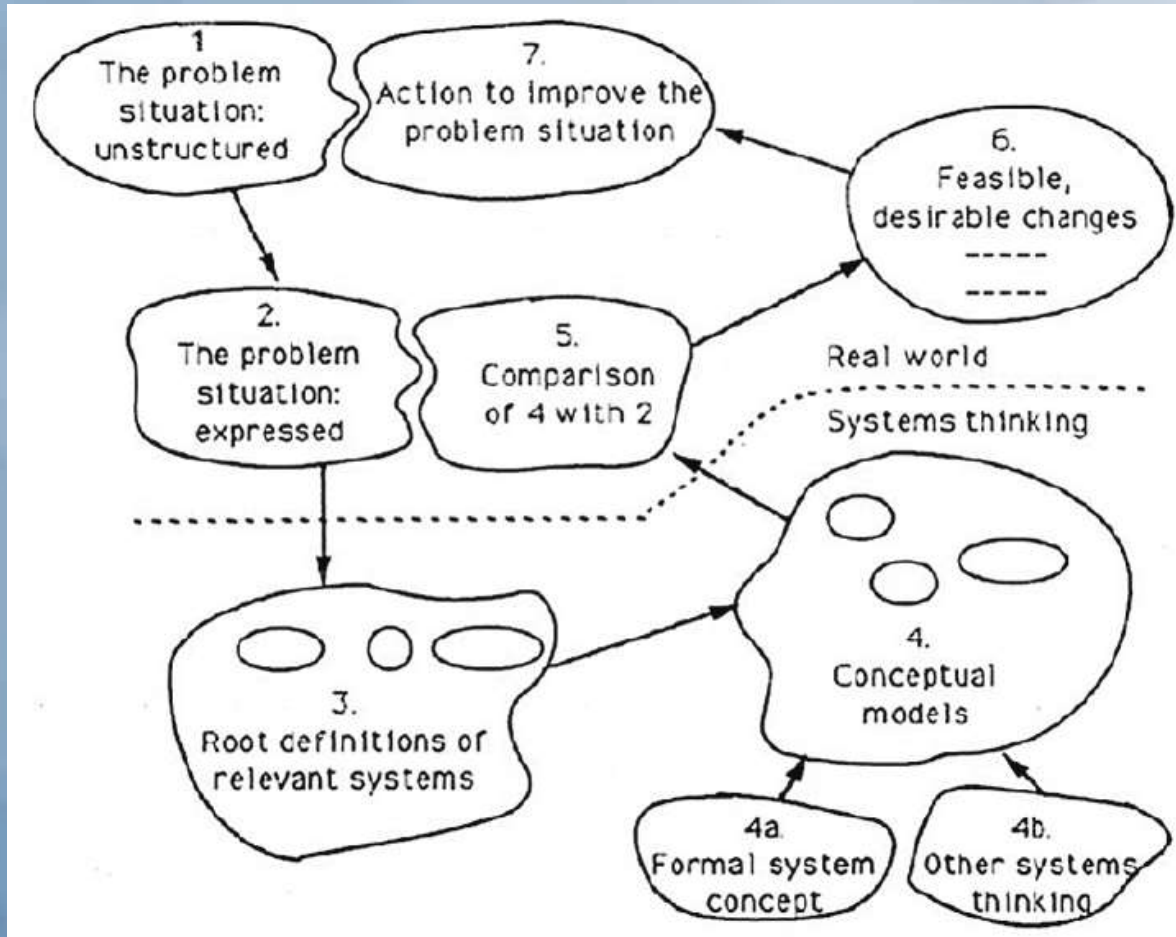 1
The problem
situation:
unstructured
7.
Action to improve the
problem situation
6.
Feasible,
desirable changes
-----
-----
2.
The problem
situation:
expressed
5.
Comparison
of 4 with 2
Real world
Systems thinking
3.
Root definitions of
relevant systems
4.
Conceptual
models
4a.
Formal system
concept
4b.
Other systems
thinking